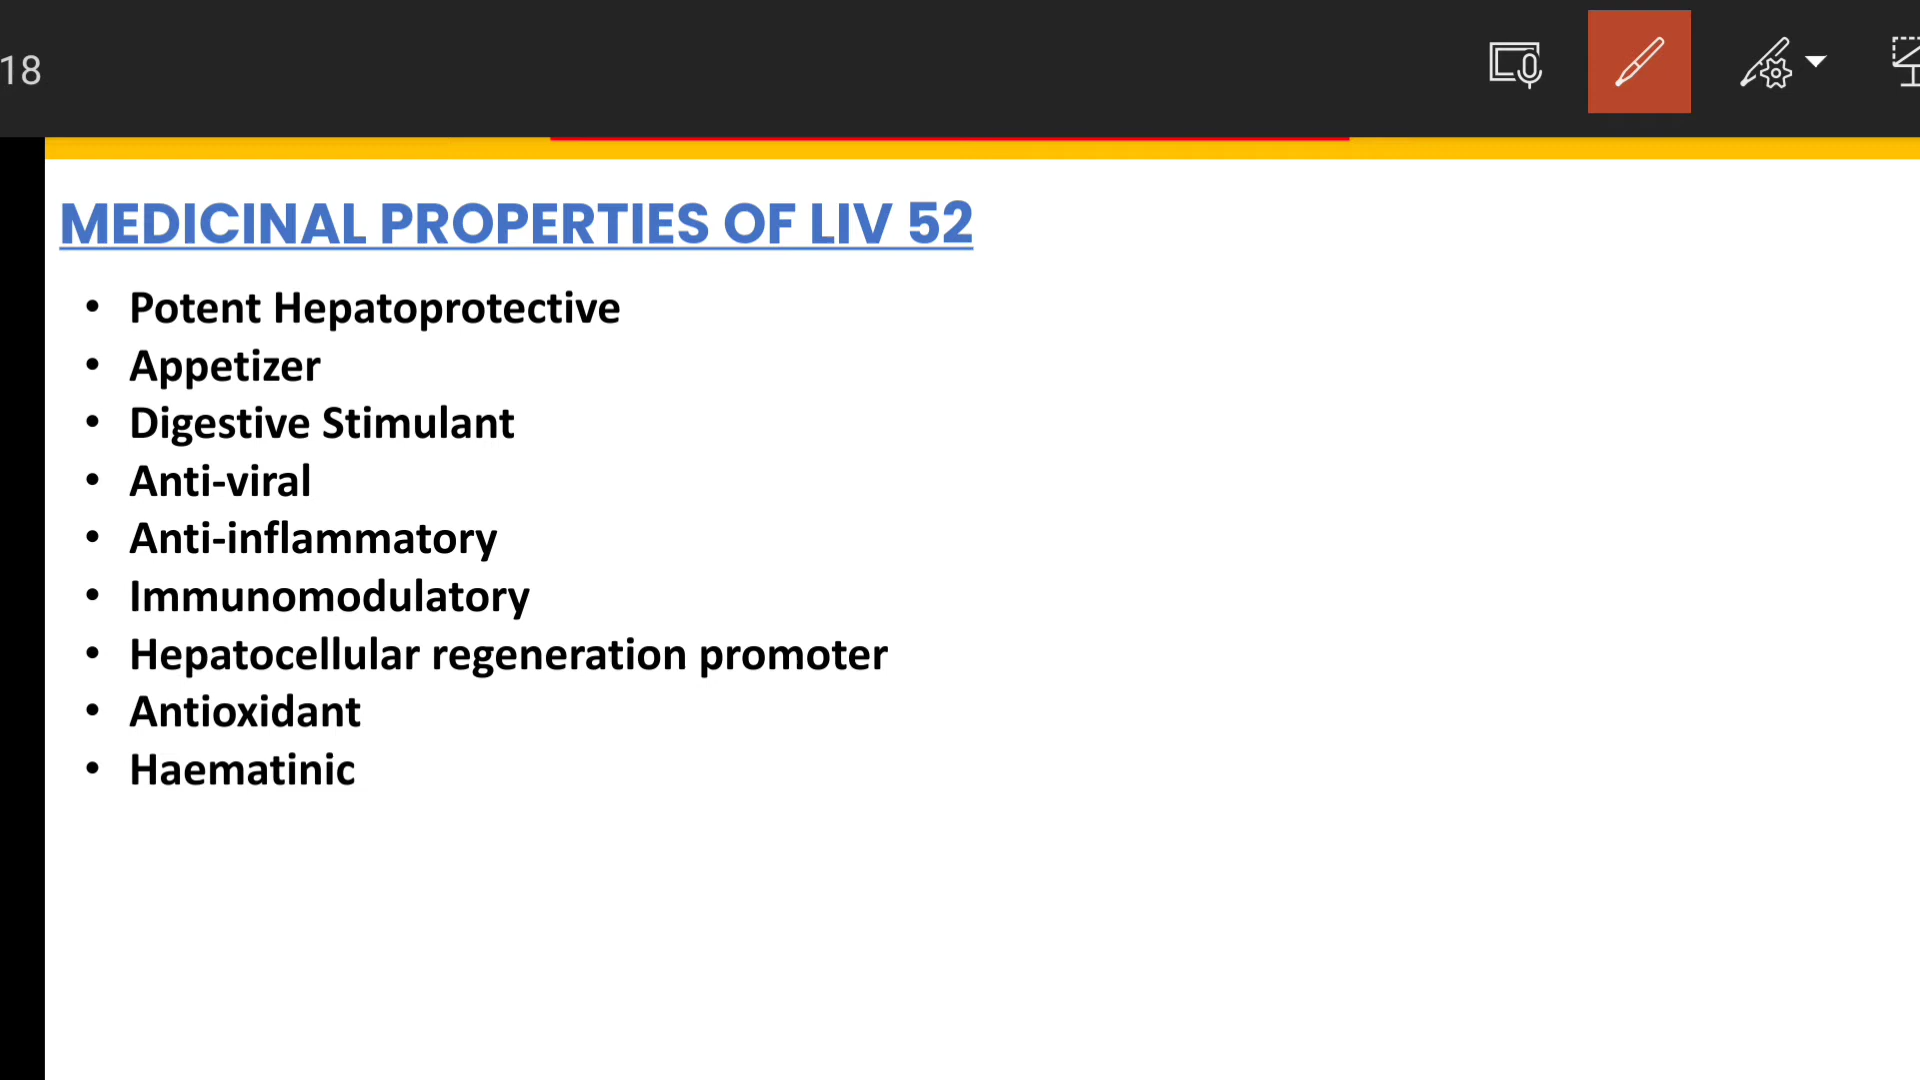 18
MEDICINAL PROPERTIES OF LIV 52
• Potent Hepatoprotective
• Appetizer
• Digestive Stimulant
• Anti-viral
• Anti-inflammatory
• Immunomodulatory
• Hepatocellular regeneration promoter
• Antioxidant
• Haematinic